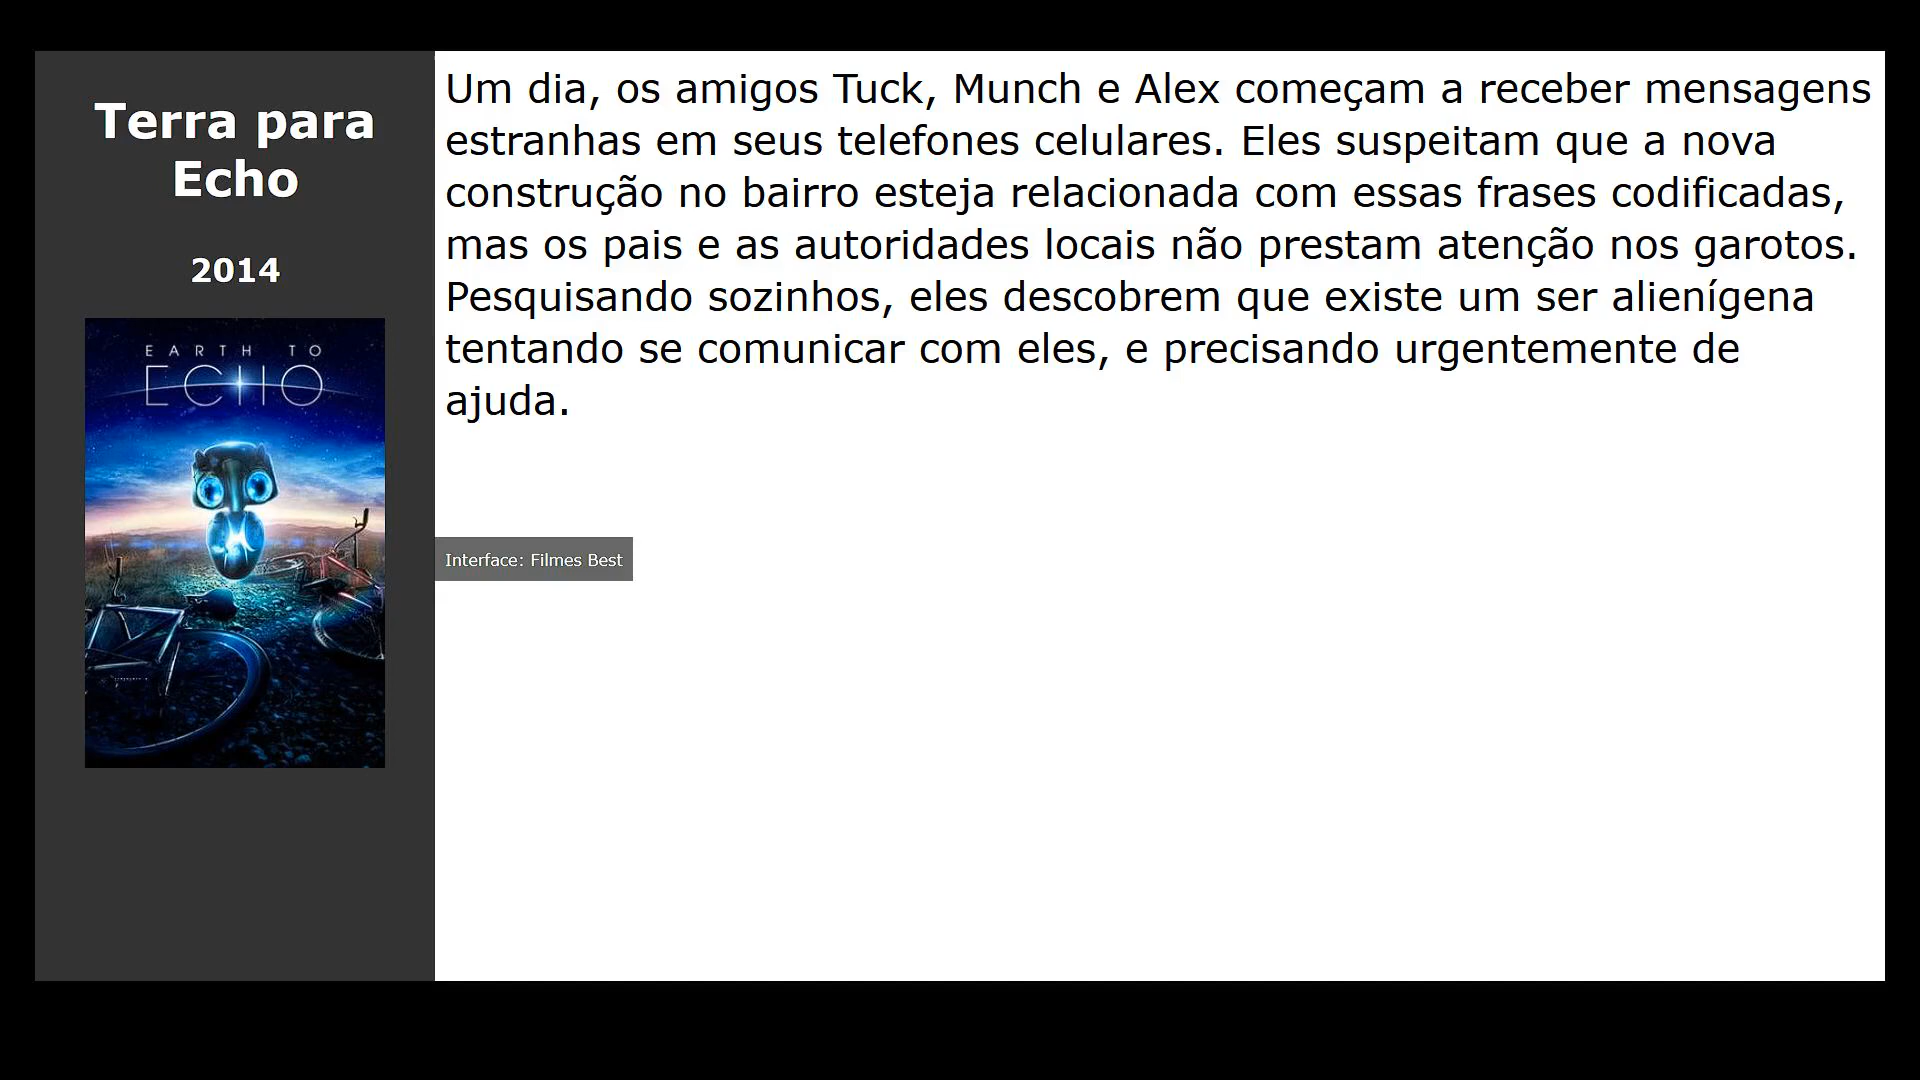 Terra para
Echo
2014
EARTH TO
ECHO
Um dia, os amigos Tuck, Munch e Alex começam a receber mensagens
estranhas em seus telefones celulares. Eles suspeitam que a nova
construção no bairro esteja relacionada com essas frases codificadas,
mas os pais e as autoridades locais não prestam atenção nos garotos.
Pesquisando sozinhos, eles descobrem que existe um ser alienígena
tentando se comunicar com eles, e precisando urgentemente de
ajuda.
Interface: Filmes Best